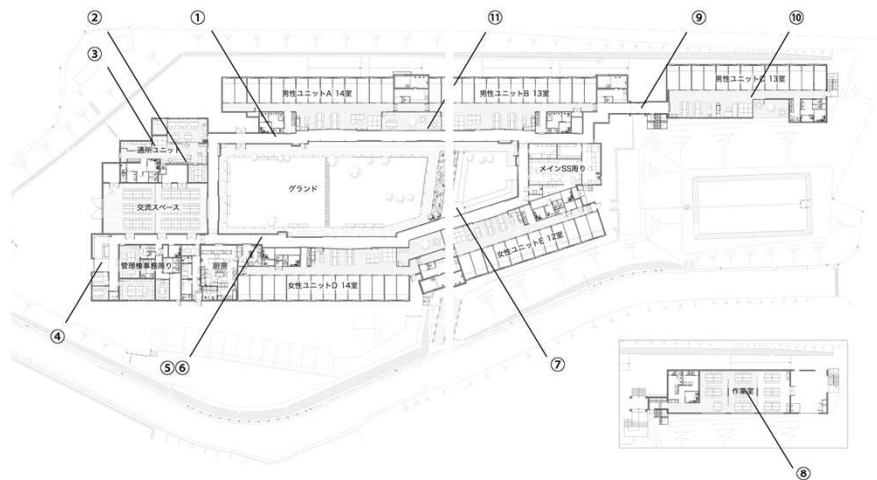 ②
①
⑪
⑨
⑩
③
男性ユニットA 14室
男性ユニットB 13室
男性ユニットC 13室
通所ユニット
メインSS周り
グランド
交流スペース
女性ユニットE 12室
管理棟事務周り
厨房
女性ユニットD 14室
④
⑤⑥
⑦
作業室
⑧